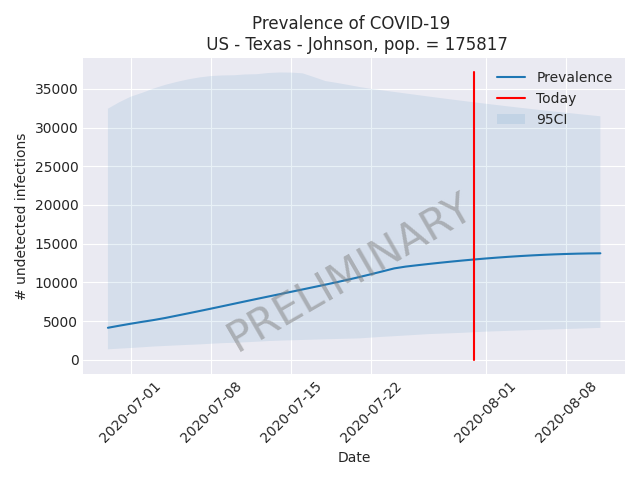 Prevalence of COVID-19
US - Texas - Johnson, pop. = 175817
# undetected infections
35000
30000
25000
20000
15000
10000
5000
0
Prevalence
Today
95CI
PRELIMINARY
2020-07-01
2020-07-08
2020-07-15
2020-07-22
2020-08-01
2020-08-08
Date